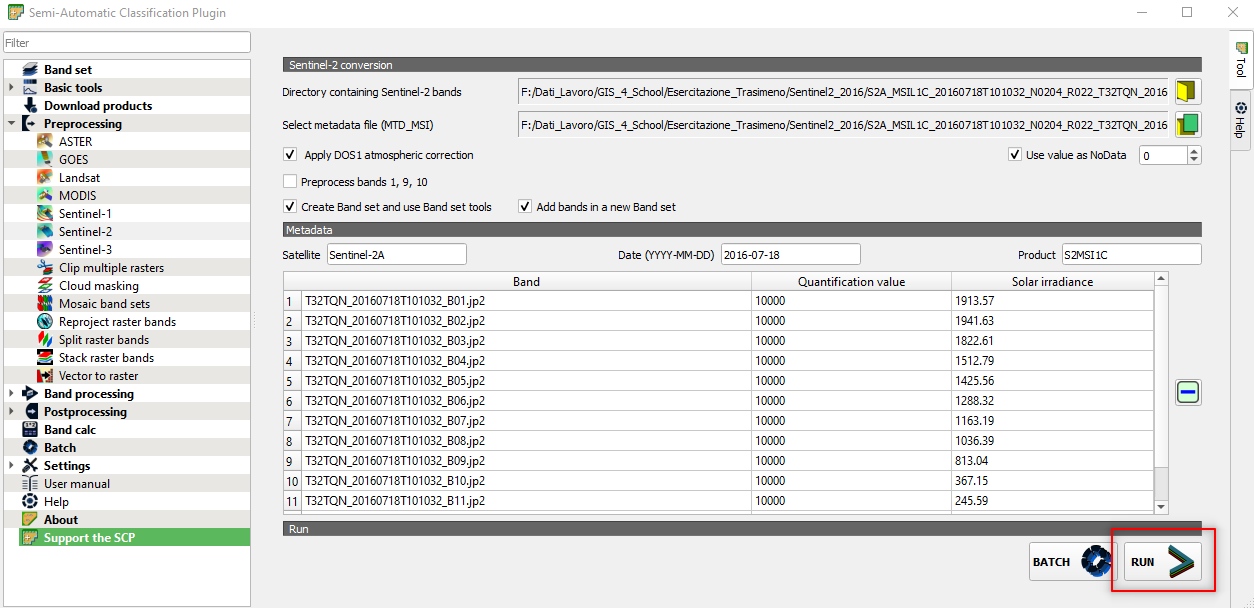 Semi-Automatic Classification Plugin
Filter
Band set
Basic tools
Download products
Preprocessing
ASTER
GOES
Landsat
MODIS
Sentinel-1
Sentinel-2
Sentinel-3
Clip multiple rasters
Cloud masking
Mosaic band sets
Reproject raster bands
Split raster bands
Stack raster bands
Vector to raster
Band processing
Postprocessing
Band calc
Batch
Settings
User manual
Help
About
Support the SCP
Sentinel-2 conversion
Directory containing Sentinel-2 bands F:/Dati_Lavoro/GIS_4_School/Esercitazione_Trasimeno/Sentinel2_2016/S2A_MSIL1C_20160718T101032_N0204_R022_T32TQN_2016
Select metadata file (MTD_MSI) F:/Dati_Lavoro/GIS_4_School/Esercitazione_Trasimeno/Sentinel2_2016/S2A_MSIL1C_20160718T101032_N0204_R022_T32TQN_2016
Apply DOS1 atmospheric correction Use value as NoData 0
Preprocess bands 1, 9, 10
Create Band set and use Band set tools Add bands in a new Band set
Metadata
Satellite Sentinel-2A Date (YYYY-MM-DD) 2016-07-18 Product S2MSI1C
Band Quantification value Solar irradiance
1 T32TQN_20160718T101032_B01.jp2 10000 1913.57
2 T32TQN_20160718T101032_B02.jp2 10000 1941.63
3 T32TQN_20160718T101032_B03.jp2 10000 1822.61
4 T32TQN_20160718T101032_B04.jp2 10000 1512.79
5 T32TQN_20160718T101032_B05.jp2 10000 1425.56
6 T32TQN_20160718T101032_B06.jp2 10000 1288.32
7 T32TQN_20160718T101032_B07.jp2 10000 1163.19
8 T32TQN_20160718T101032_B08.jp2 10000 1036.39
9 T32TQN_20160718T101032_B09.jp2 10000 813.04
10 T32TQN_20160718T101032_B10.jp2 10000 367.15
11 T32TQN_20160718T101032_B11.jp2 10000 245.59
Run
BATCH RUN
Tool
Help